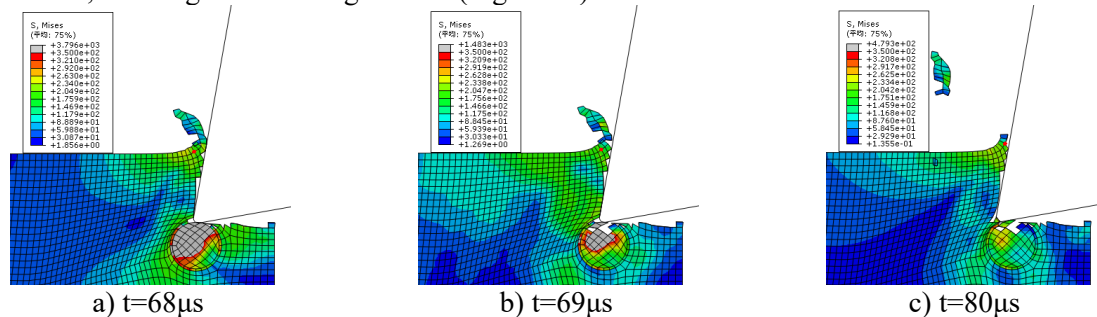 S, Mises
(平均: 75%)
+3.796e+03
+3.500e+02
+3.210e+02
+2.920e+02
+2.630e+02
+2.340e+02
+2.049e+02
+1.759e+02
+1.469e+02
+1.179e+02
+8.889e+01
+5.988e+01
+3.087e+01
+1.856e+00
S, Mises
(平均: 75%)
+1.483e+03
+3.500e+02
+3.209e+02
+2.919e+02
+2.628e+02
+2.338e+02
+2.047e+02
+1.756e+02
+1.466e+02
+1.175e+02
+8.845e+01
+5.939e+01
+3.033e+01
+1.269e+00
S, Mises
(平均: 75%)
+4.793e+02
+3.500e+02
+3.208e+02
+2.917e+02
+2.625e+02
+2.334e+02
+2.042e+02
+1.751e+02
+1.459e+02
+1.168e+02
+8.760e+01
+5.845e+01
+2.929e+01
+1.355e-01
a) t=68μs
b) t=69μs
c) t=80μs